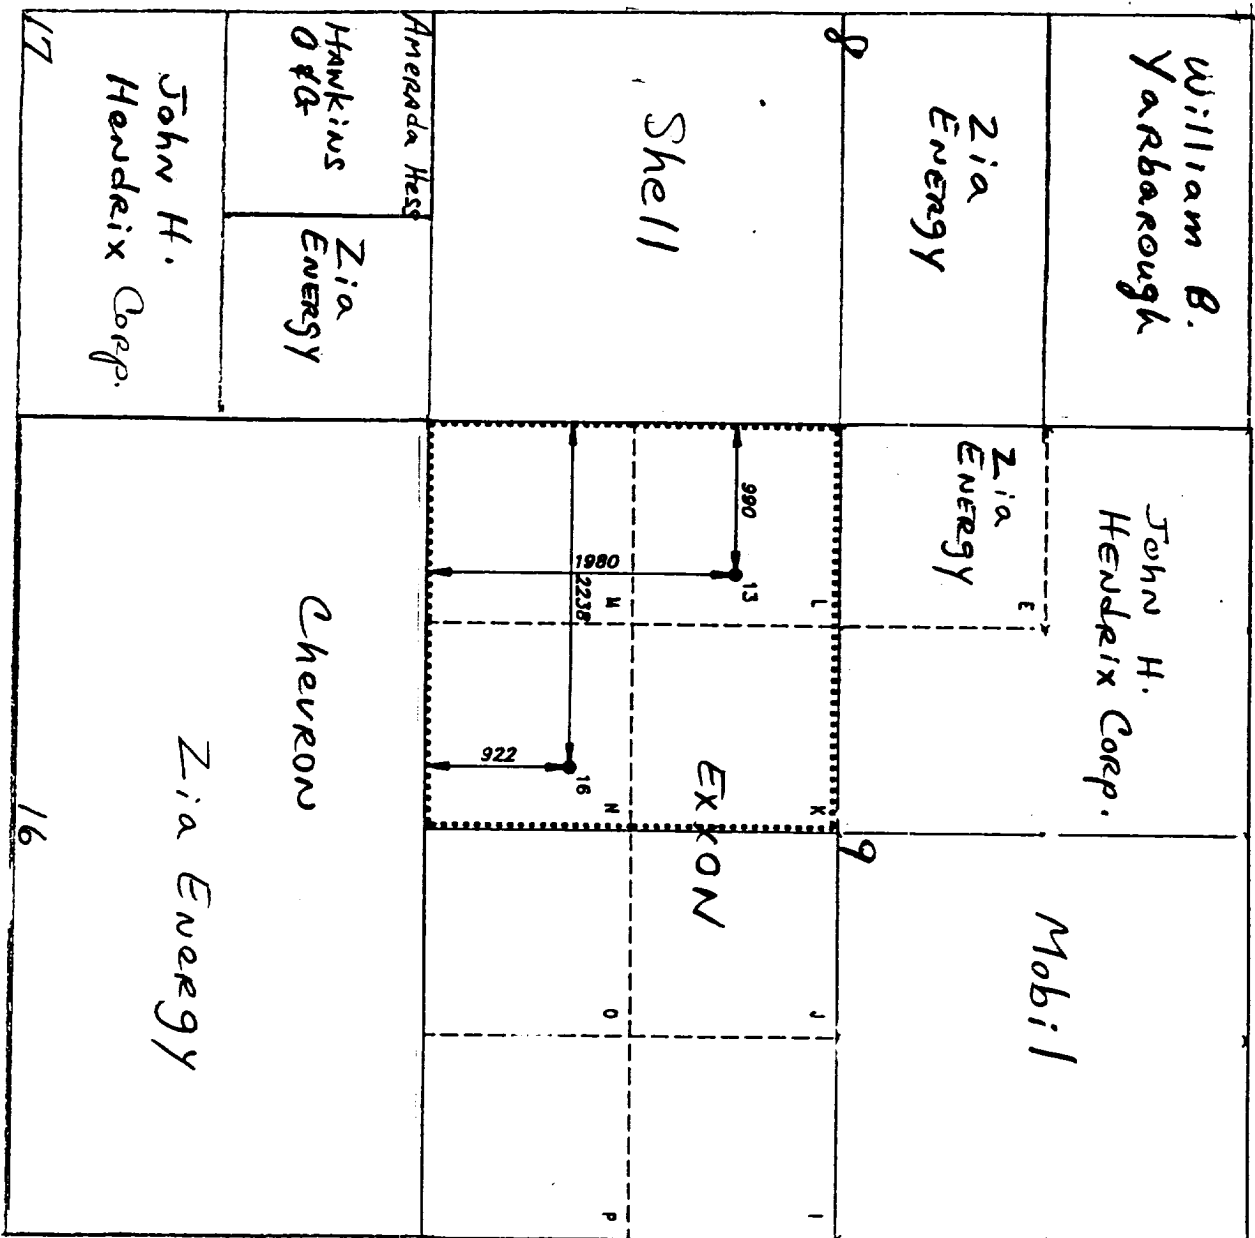 William B.
Yarbarough
John H.
Hendrix Corp.
Mobil
Zia
Energy
Zia
Energy
E
8
9
Shell
L
K
J
I
990
13
EXXON
1980
2238
M
N
O
P
16
922
Amerada Hess
Hawkins
O & G
Zia
Energy
Chevron
John H.
Hendrix Corp.
Zia Energy
17
16